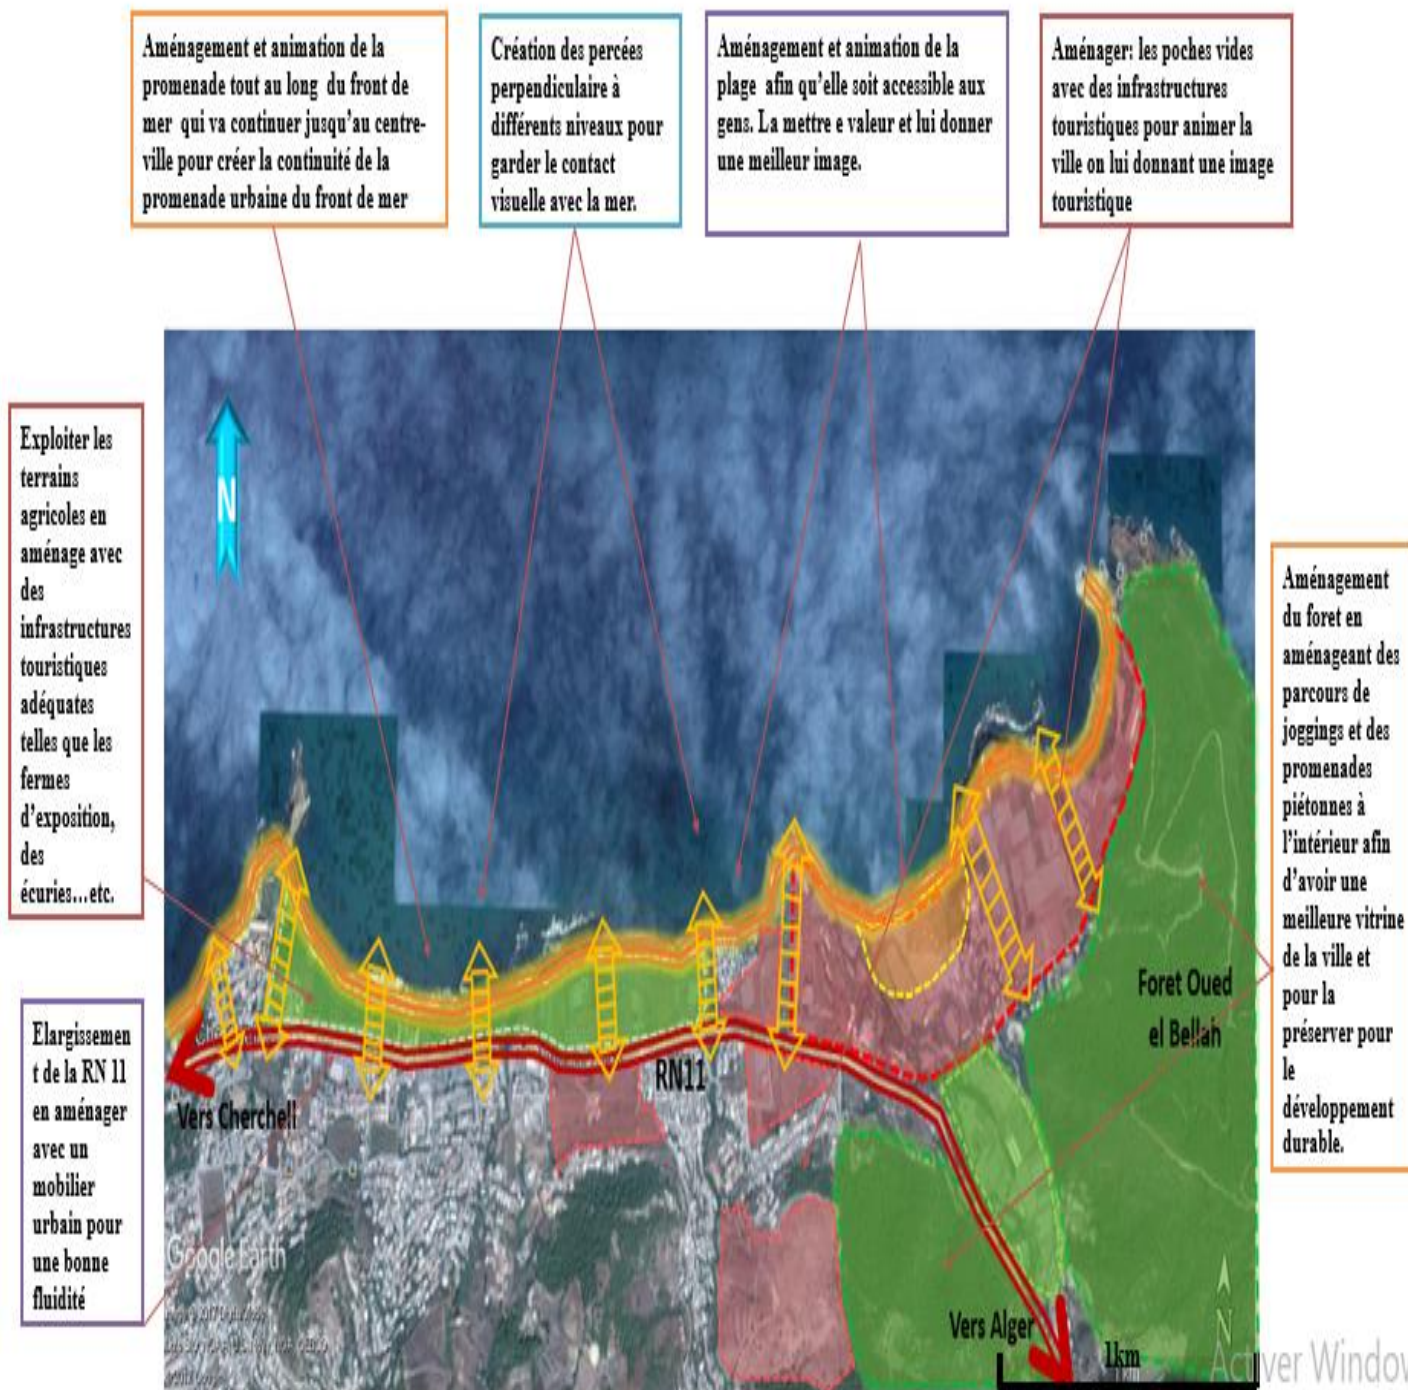 Aménagement et animation de la
promenade tout au long du front de
mer qui va continuer jusqu'au centre-
ville pour créer la continuité de la
promenade urbaine du front de mer
Création des percées
perpendiculaire à
différents niveaux pour
garder le contact
visuelle avec la mer.
Aménagement et animation de la
plage afin qu'elle soit accessible aux
gens. La mettre e valeur et lui donner
une meilleur image.
Aménager: les poches vides
avec des infrastructures
touristiques pour animer la
ville on lui donnant une image
touristique
Exploiter les
terrains
agricoles en
aménage avec
des
infrastructures
touristiques
adéquates
telles que les
fermes
d'exposition,
des
écuries…etc.
N
Aménagement
du foret en
aménageant des
parcours de
joggings et des
promenades
piétonnes à
l'intérieur afin
d'avoir une
meilleure vitrine
de la ville et
pour la
préserver pour
le
développement
durable.
Elargissemen
t de la RN 11
en aménager
avec un
mobilier
urbain pour
une bonne
fluidité
Foret Oued
el Bellah
RN11
Vers Cherchell
Google Earth
Vers Alger
N
1km
Activer Window